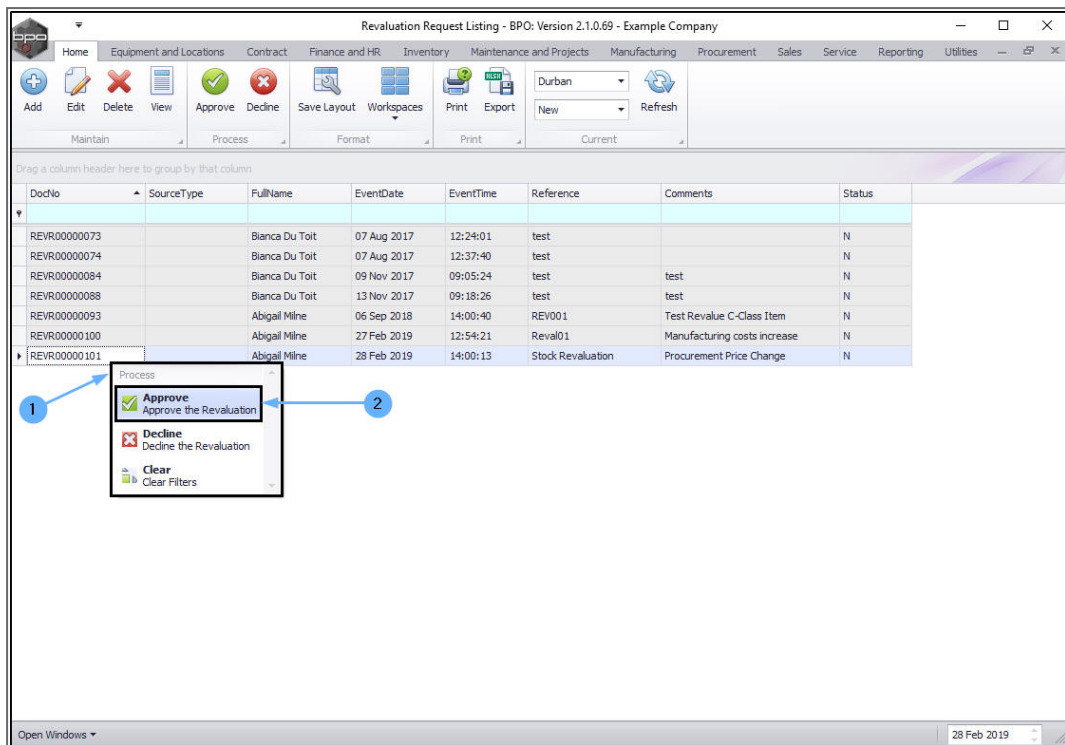 bpo
Revaluation Request Listing - BPO: Version 2.1.0.69 - Example Company
Home Equipment and Locations Contract Finance and HR Inventory Maintenance and Projects Manufacturing Procurement Sales Service Reporting Utilities
Add Edit Delete View Approve Decline Save Layout Workspaces Print Export Durban New Refresh
Maintain Process Format Print Current
Drag a column header here to group by that column
DocNo SourceType FullName EventDate EventTime Reference Comments Status
REVR00000073 Bianca Du Toit 07 Aug 2017 12:24:01 test N
REVR00000074 Bianca Du Toit 07 Aug 2017 12:37:40 test N
REVR00000084 Bianca Du Toit 09 Nov 2017 09:05:24 test test N
REVR00000088 Bianca Du Toit 13 Nov 2017 09:18:26 test test N
REVR00000093 Abigail Milne 06 Sep 2018 14:00:40 REV001 Test Revalue C-Class Item N
REVR00000100 Abigail Milne 27 Feb 2019 12:54:21 Reval01 Manufacturing costs increase N
REVR00000101 Abigail Milne 28 Feb 2019 14:00:13 Stock Revaluation Procurement Price Change N
Process
Approve
Approve the Revaluation
Decline
Decline the Revaluation
Clear
Clear Filters
1
2
Open Windows 28 Feb 2019